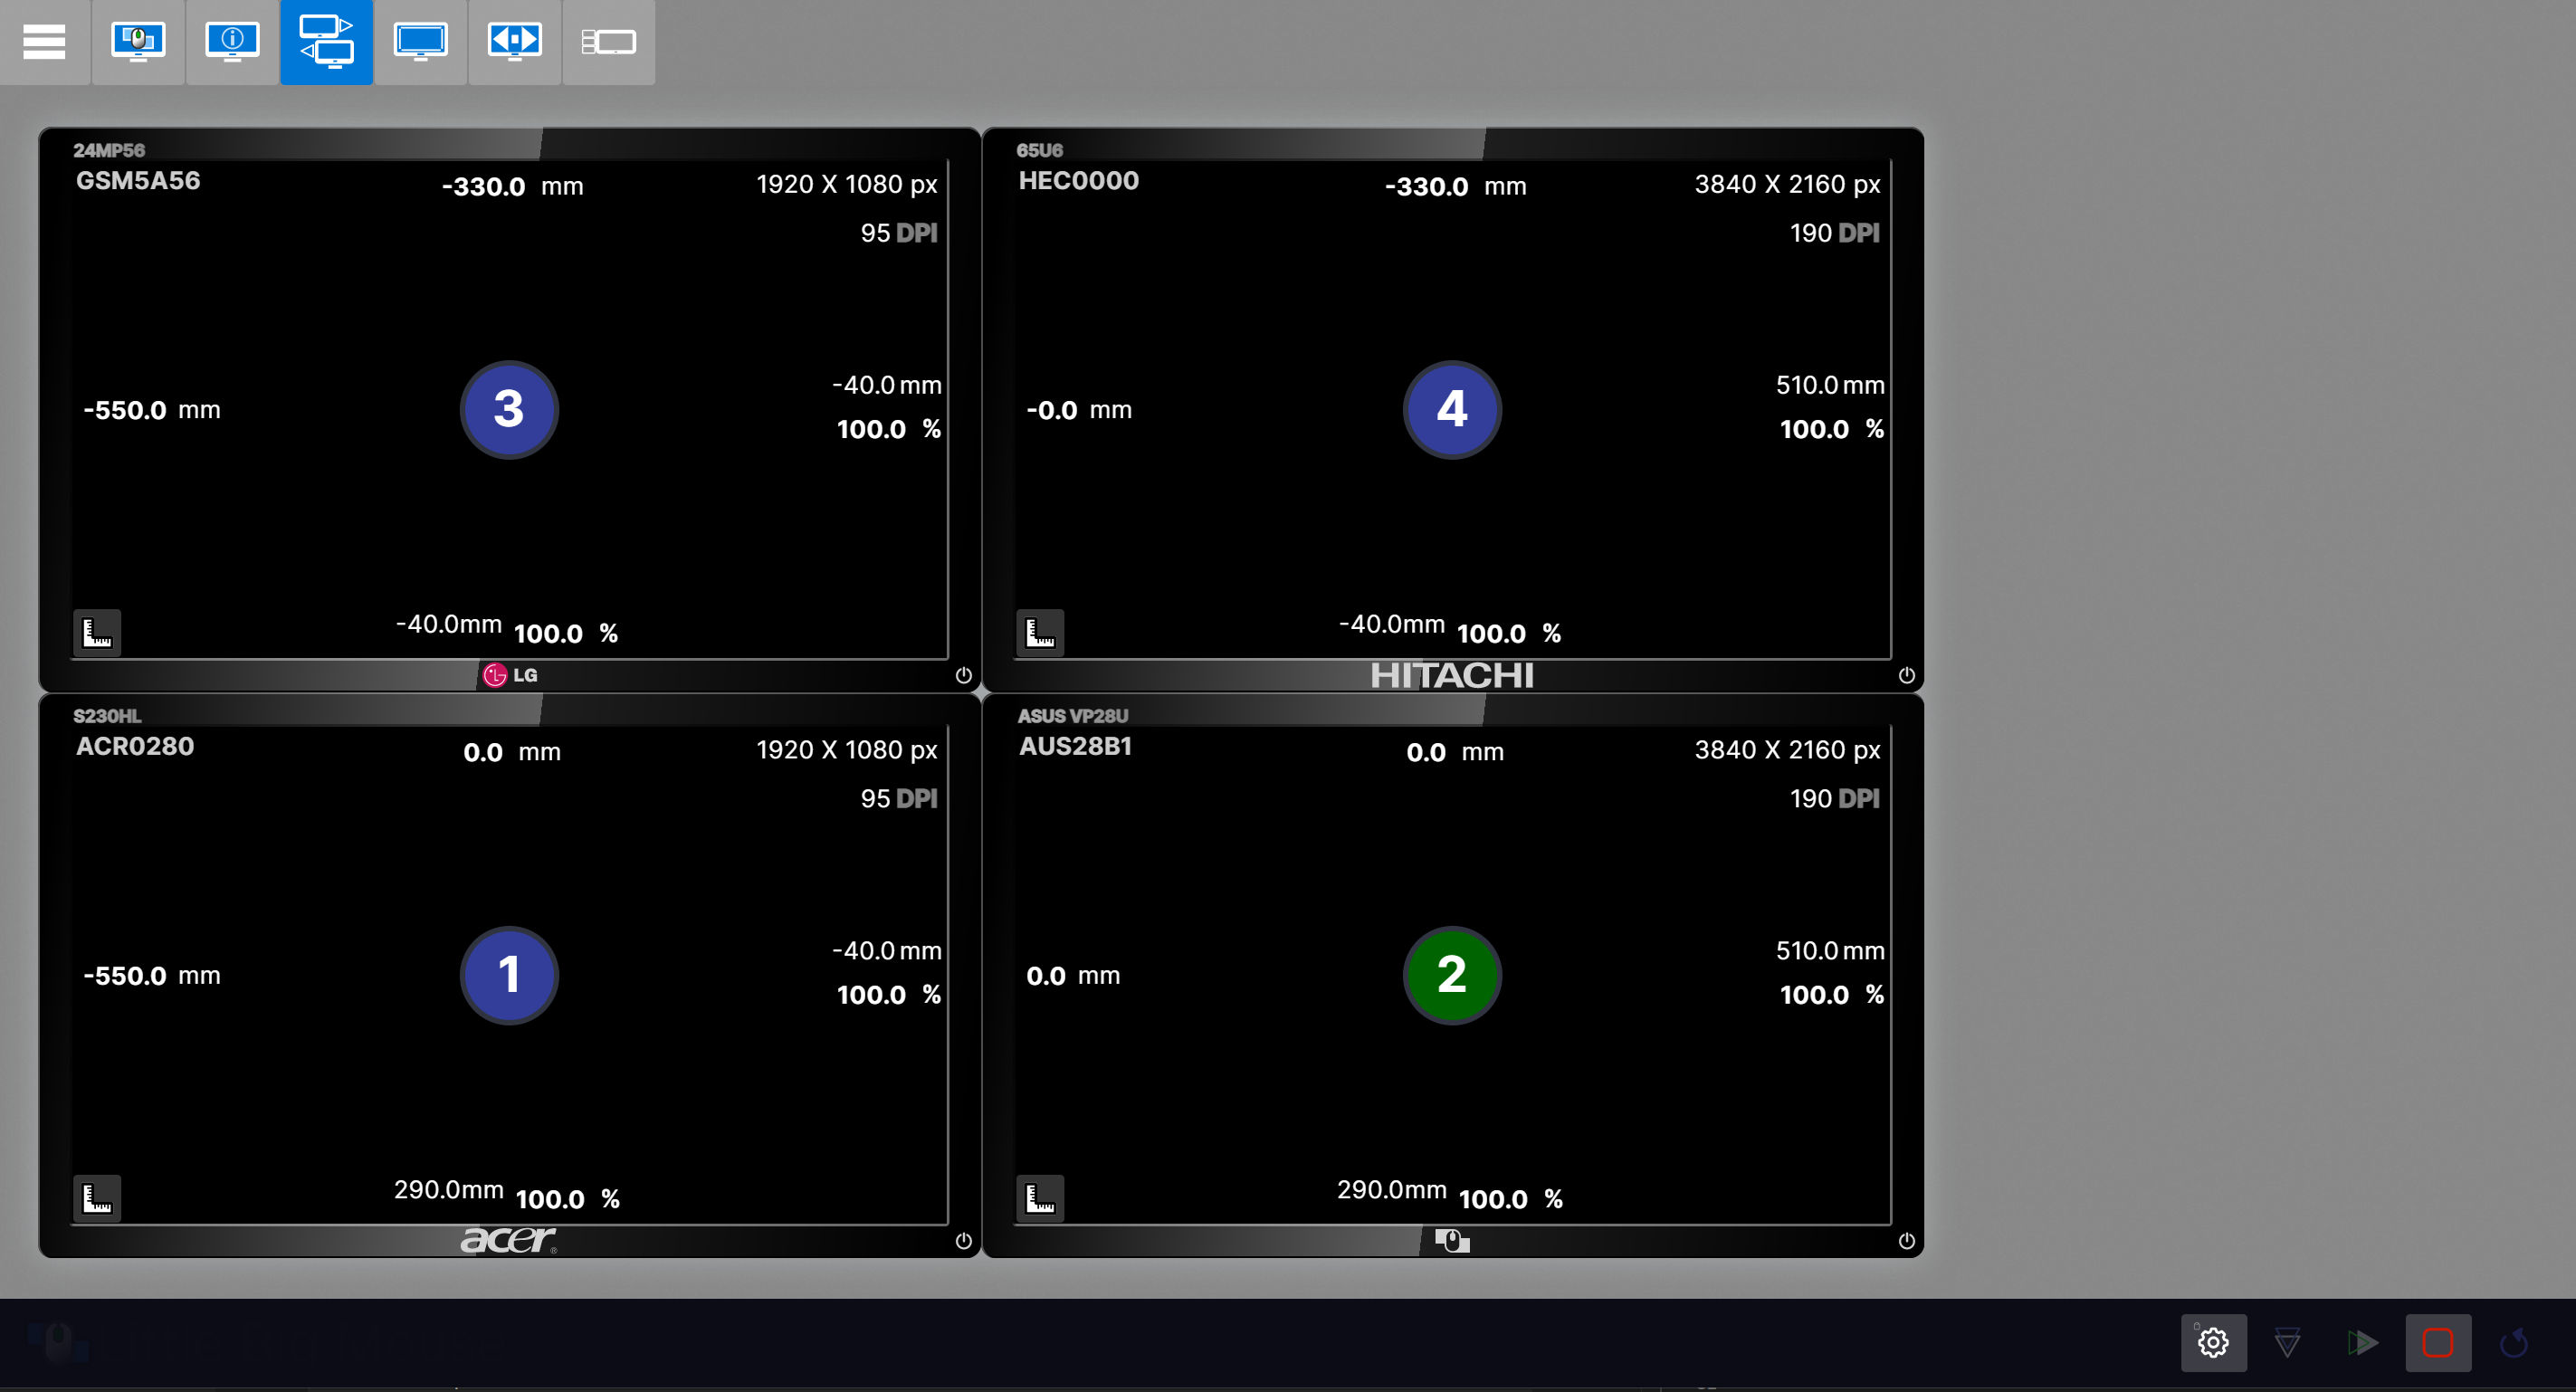 24MP56
GSM5A56
-330.0 mm
1920 X 1080 px
95 DPI
-550.0 mm
3
-40.0 mm
100.0 %
-40.0mm 100.0 %
LG
65U6
HEC0000
-330.0 mm
3840 X 2160 px
190 DPI
-0.0 mm
4
510.0 mm
100.0 %
-40.0mm 100.0 %
HITACHI
S230HL
ACR0280
0.0 mm
1920 X 1080 px
95 DPI
-550.0 mm
1
-40.0 mm
100.0 %
290.0mm 100.0 %
acer
ASUS VP28U
AUS28B1
0.0 mm
3840 X 2160 px
190 DPI
0.0 mm
2
510.0 mm
100.0 %
290.0mm 100.0 %